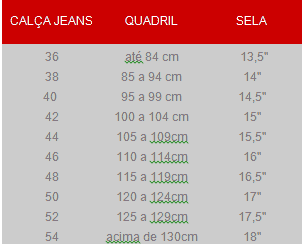 CALÇA JEANS QUADRIL SELA
36 até 84 cm 13,5"
38 85 a 94 cm 14"
40 95 a 99 cm 14,5"
42 100 a 104 cm 15"
44 105 a 109cm 15,5"
46 110 a 114cm 16"
48 115 a 119cm 16,5"
50 120 a 124cm 17"
52 125 a 129cm 17,5"
54 acima de 130cm 18"